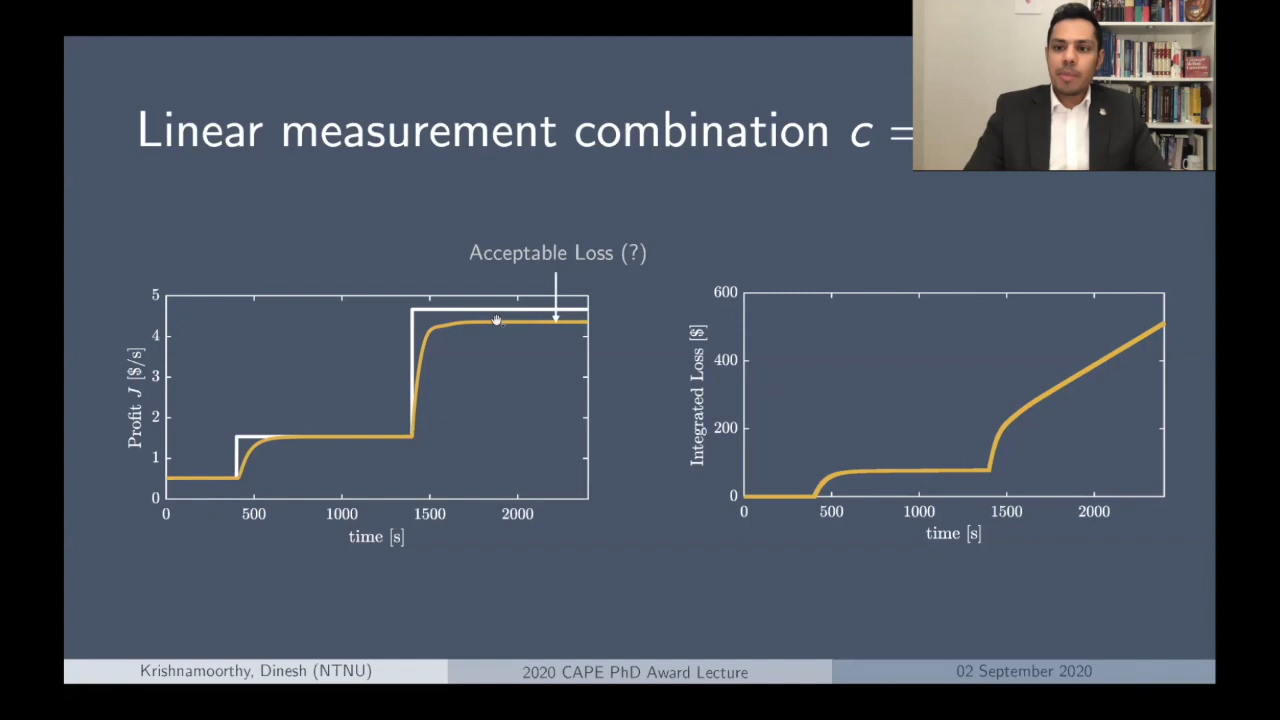 Linear measurement combination c =
Acceptable Loss (?)
5
4
3
2
1
0
Profit J [$/s]
0 500 1000 1500 2000
time [s]
600
400
200
0
Integrated Loss [$]
0 500 1000 1500 2000
time [s]
Krishnamoorthy, Dinesh (NTNU)
2020 CAPE PhD Award Lecture
02 September 2020